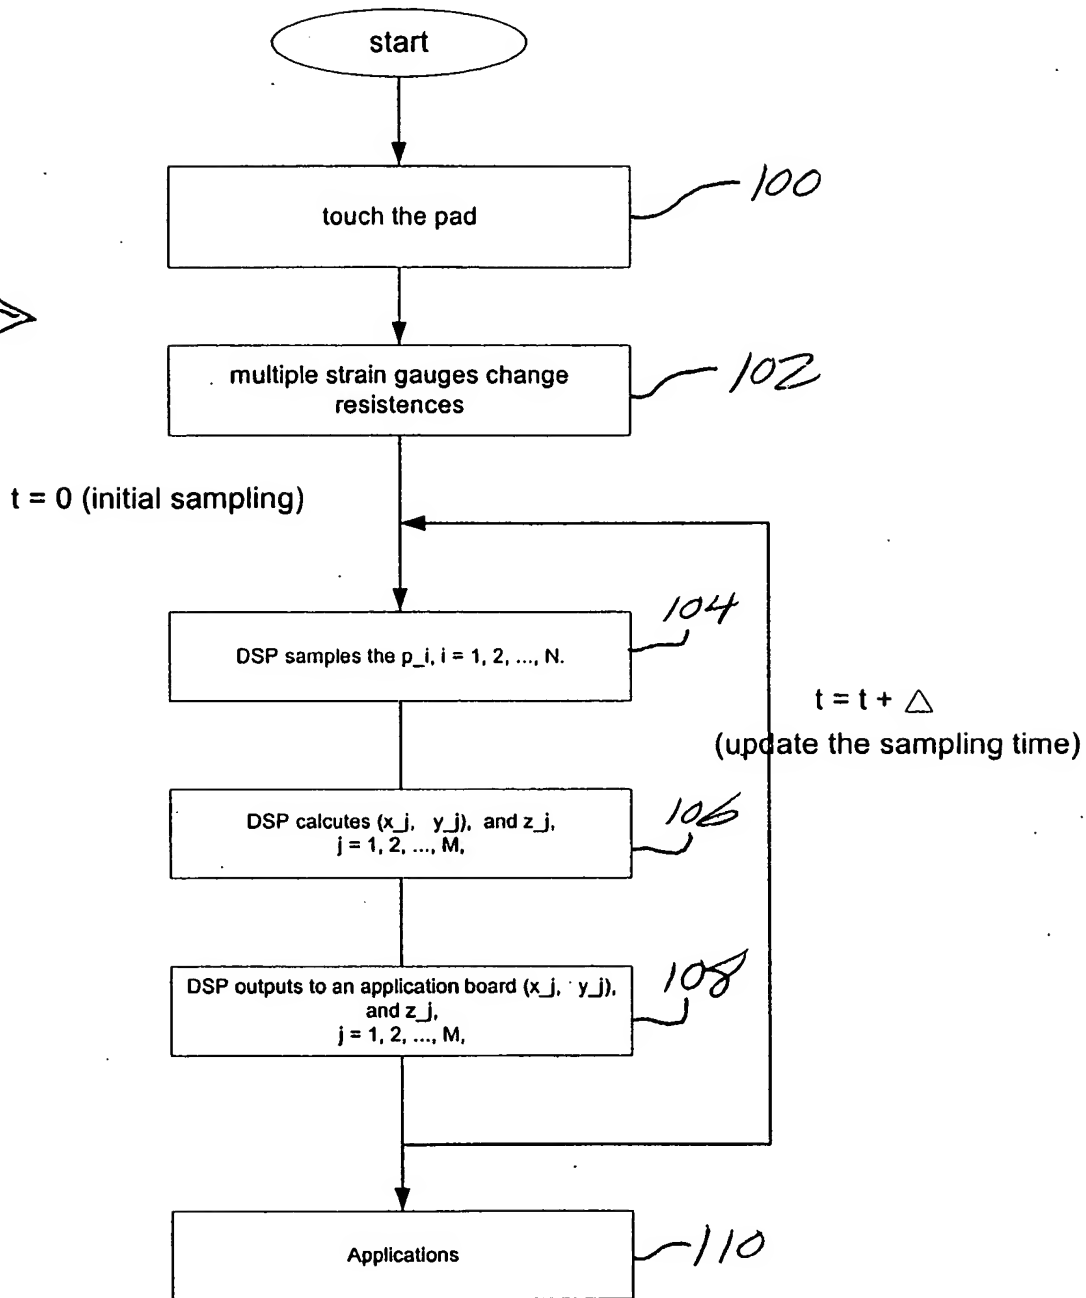 start
touch the pad
100
multiple strain gauges change
resistences
102
t = 0 (initial sampling)
DSP samples the p_i, i = 1, 2, ..., N.
104
t = t + △
(update the sampling time)
DSP calcutes (x_j, y_j), and z_j,
j = 1, 2, ..., M,
106
DSP outputs to an application board (x_j, y_j),
and z_j,
j = 1, 2, ..., M,
108
Applications
110